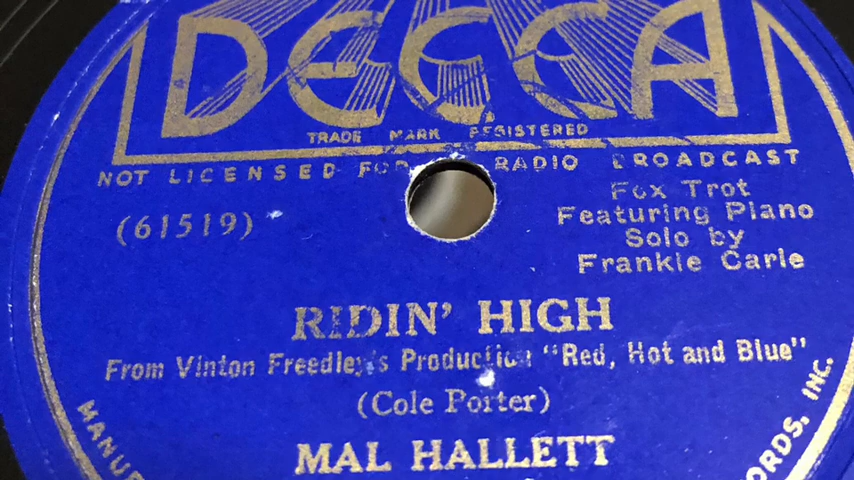 DECCA
TRADE MARK REGISTERED
NOT LICENSED FOR RADIO BROADCAST
(61519)
Fox Trot
Featuring Piano
Solo by
Frankie Carle
RIDIN' HIGH
From Vinton Freedley's Production "Red, Hot and Blue"
(Cole Porter)
MAL HALLETT